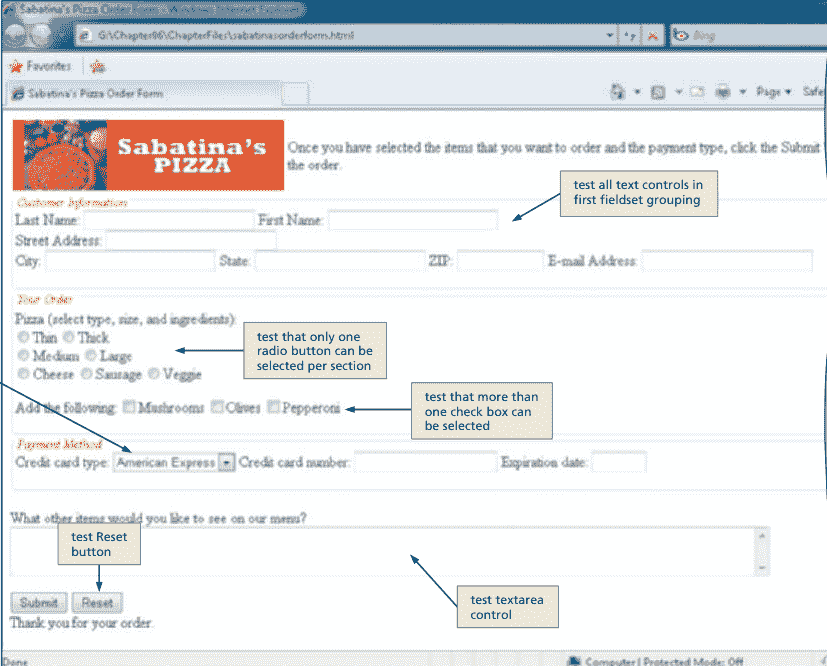 Sabatina's Pizza Order Form - Windows Internet Explorer
G:\Chapter06\ChapterFiles\sabatinasorderform.html
Bing
Favorites
Sabatina's Pizza Order Form
Page
Safe
Sabatina's
PIZZA
Once you have selected the items that you want to order and the payment type, click the Submit
the order.
test all text controls in
first fieldset grouping
Customer Information
Last Name: First Name:
Street Address:
City: State: ZIP: E-mail Address:
Your Order
Pizza (select type, size, and ingredients):
Thin Thick
Medium Large
Cheese Sausage Veggie
test that only one
radio button can be
selected per section
Add the following: Mushrooms Olives Pepperoni
test that more than
one check box can
be selected
Payment Method
Credit card type: American Express Credit card number: Expiration date:
What other items would you like to see on our menu?
test Reset
button
test textarea
control
Submit Reset
Thank you for your order.
Done
Computer | Protected Mode: Off